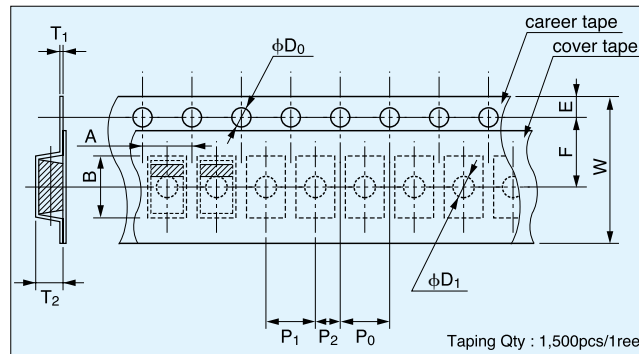 T1
ϕD0
career tape
cover tape
A
B
E
F
W
T2
ϕD1
P1
P2
P0
Taping Qty : 1,500pcs/1ree